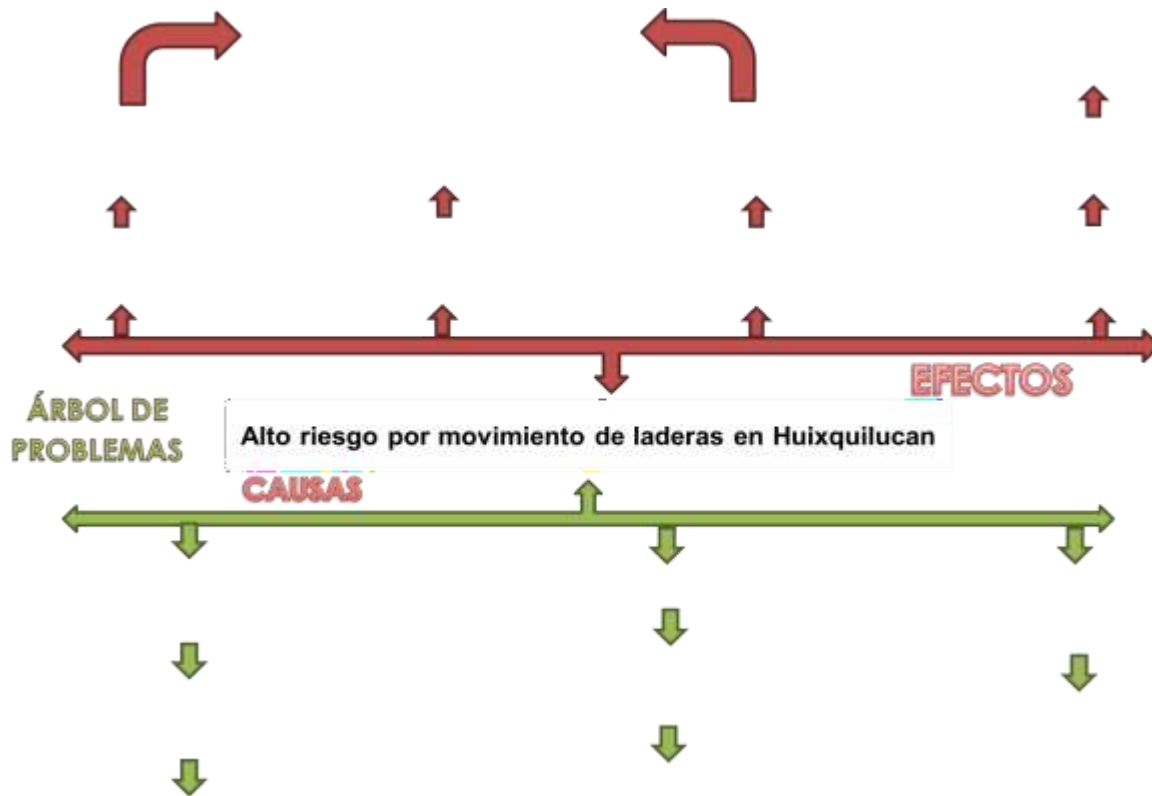 EFECTOS
ÁRBOL DE
PROBLEMAS
Alto riesgo por movimiento de laderas en Huixquilucan
CAUSAS